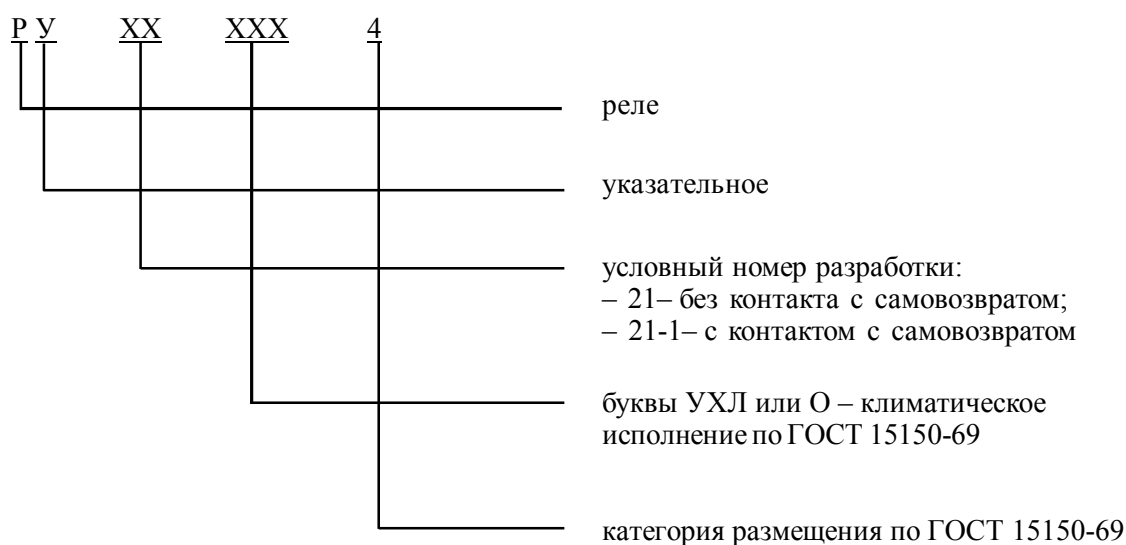 Р У ХХ ХХХ 4
реле
указательное
условный номер разработки:
– 21– без контакта с самовозвратом;
– 21-1– с контактом с самовозвратом
буквы УХЛ или О – климатическое
исполнение по ГОСТ 15150-69
категория размещения по ГОСТ 15150-69